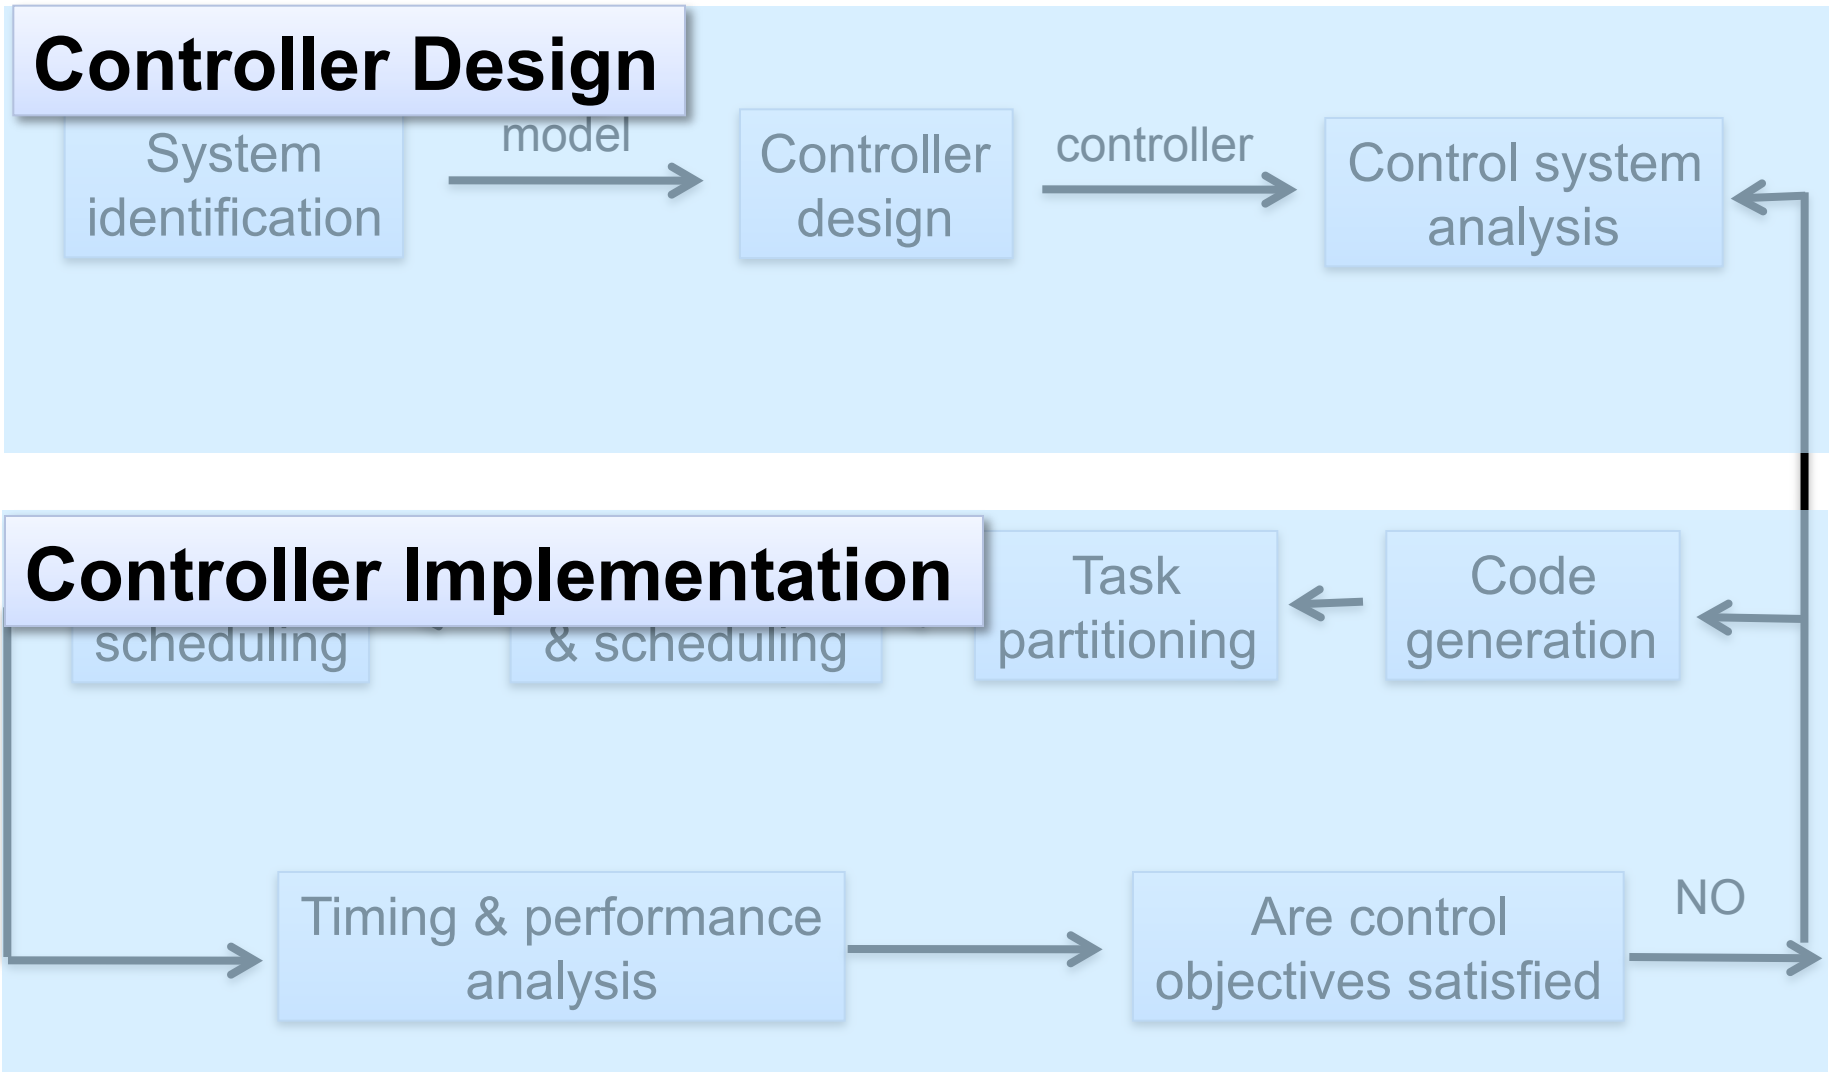 Controller Design
model
System
identification
Controller
design
controller
Control system
analysis
Controller Implementation
scheduling
& scheduling
Task
partitioning
Code
generation
Timing & performance
analysis
Are control
objectives satisfied
NO